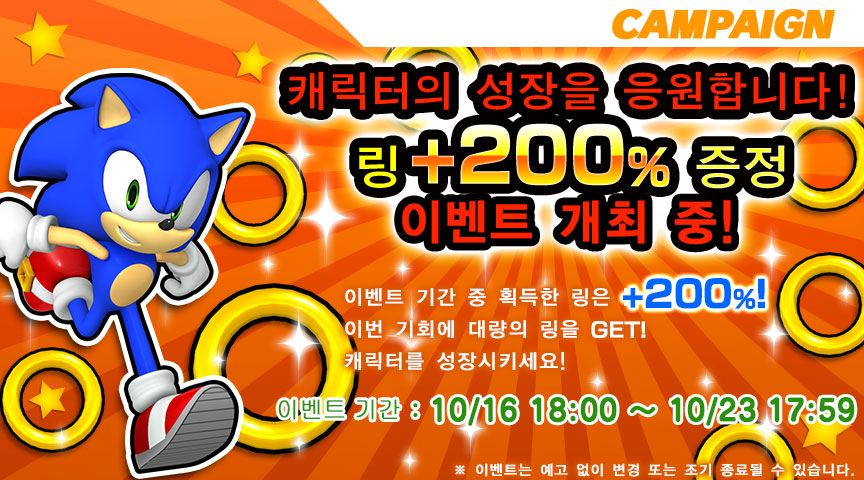 CAMPAIGN
캐릭터의 성장을 응원합니다!
링 +200% 증정
이벤트 개최 중!
이벤트 기간 중 획득한 링은 +200%!
이번 기회에 대량의 링을 GET!
캐릭터를 성장시키세요!
이벤트 기간 : 10/16 18:00 ~ 10/23 17:59
※ 이벤트는 예고 없이 변경 또는 조기 종료될 수 있습니다.